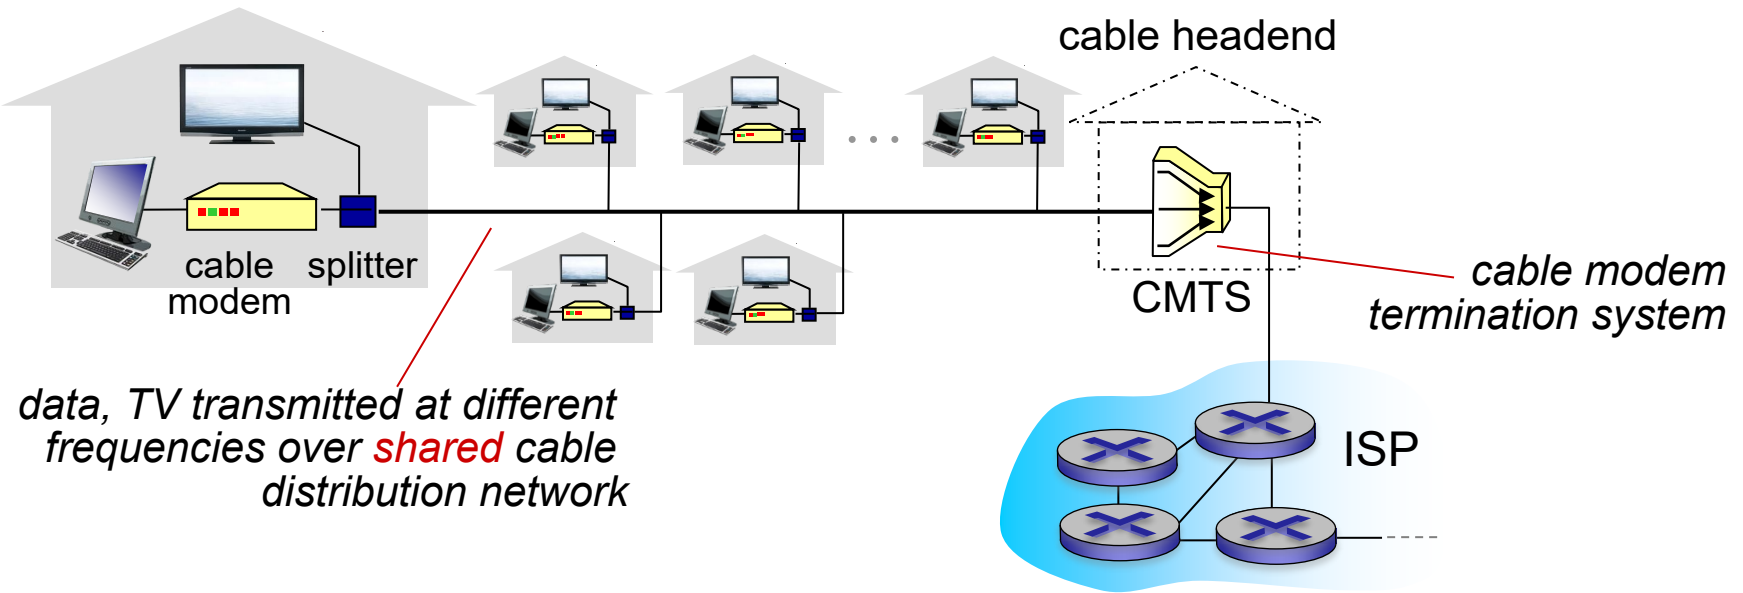 cable headend
cable
modem
splitter
CMTS
cable modem
termination system
data, TV transmitted at different
frequencies over shared cable
distribution network
ISP